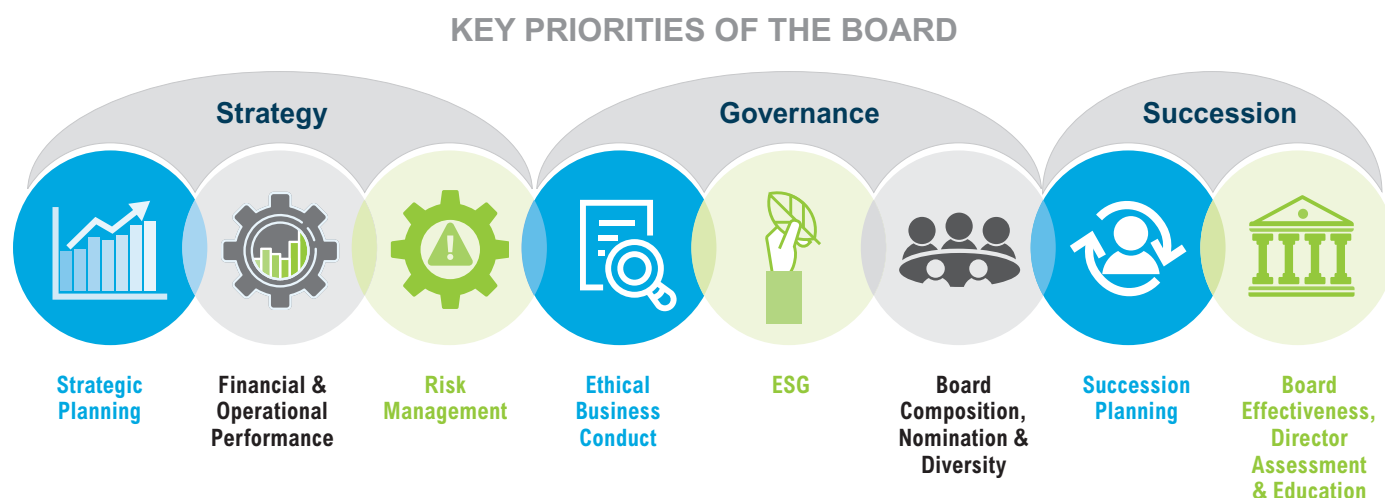 KEY PRIORITIES OF THE BOARD
Strategy
Governance
Succession
Strategic
Planning
Financial &
Operational
Performance
Risk
Management
Ethical
Business
Conduct
ESG
Board
Composition,
Nomination &
Diversity
Succession
Planning
Board
Effectiveness,
Director
Assessment
& Education